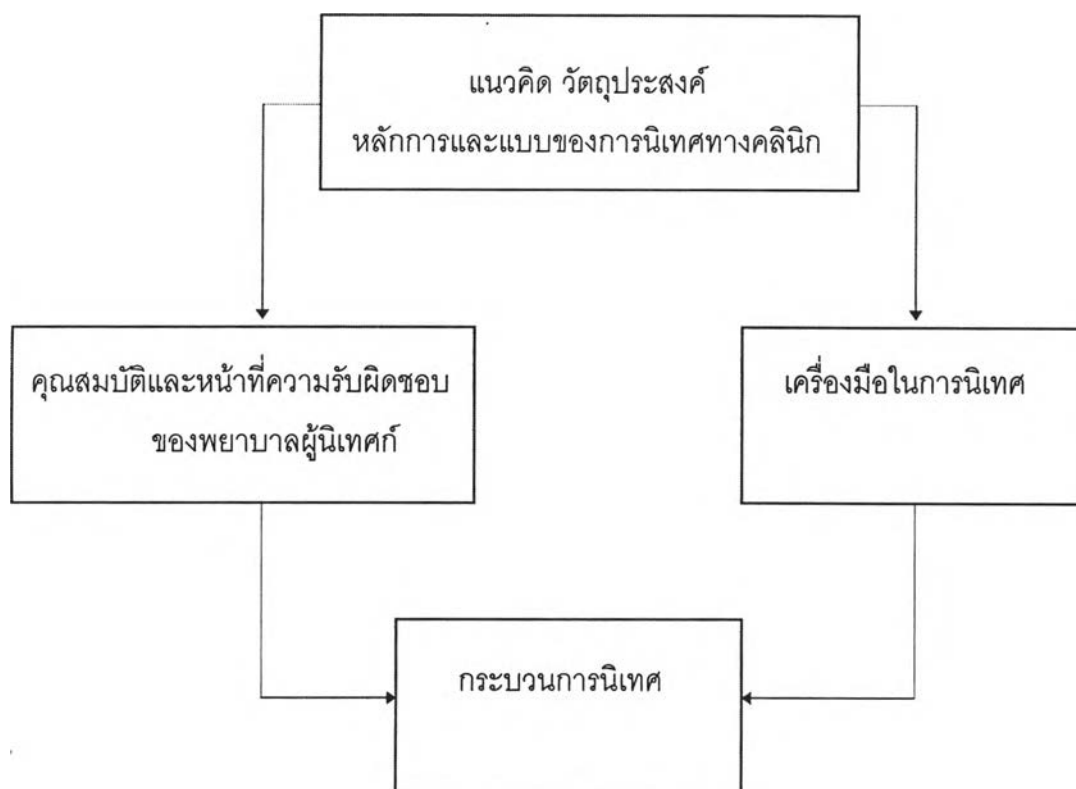 แนวคิด วัตถุประสงค์
หลักการและแบบของการนิเทศทางคลินิก
คุณสมบัติและหน้าที่ความรับผิดชอบ
ของพยาบาลผู้นิเทศก์
เครื่องมือในการนิเทศ
กระบวนการนิเทศ